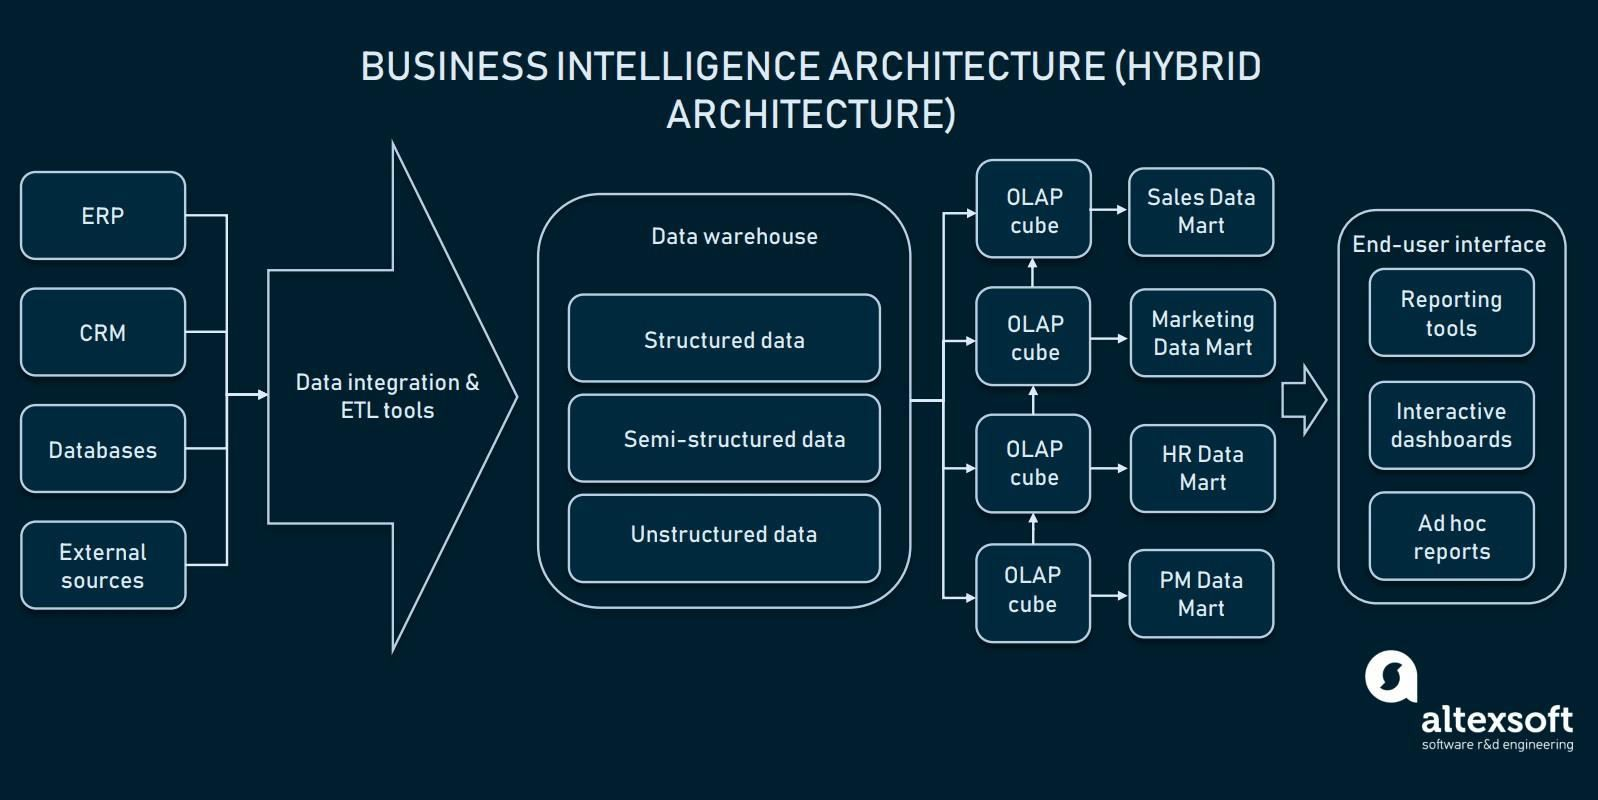 BUSINESS INTELLIGENCE ARCHITECTURE (HYBRID
ARCHITECTURE)
ERP
CRM
Databases
External
sources
Data integration &
ETL tools
Data warehouse
Structured data
Semi-structured data
Unstructured data
OLAP
cube
Sales Data
Mart
OLAP
cube
Marketing
Data Mart
OLAP
cube
HR Data
Mart
OLAP
cube
PM Data
Mart
End-user interface
Reporting
tools
Interactive
dashboards
Ad hoc
reports
altexsoft
software r&d engineering